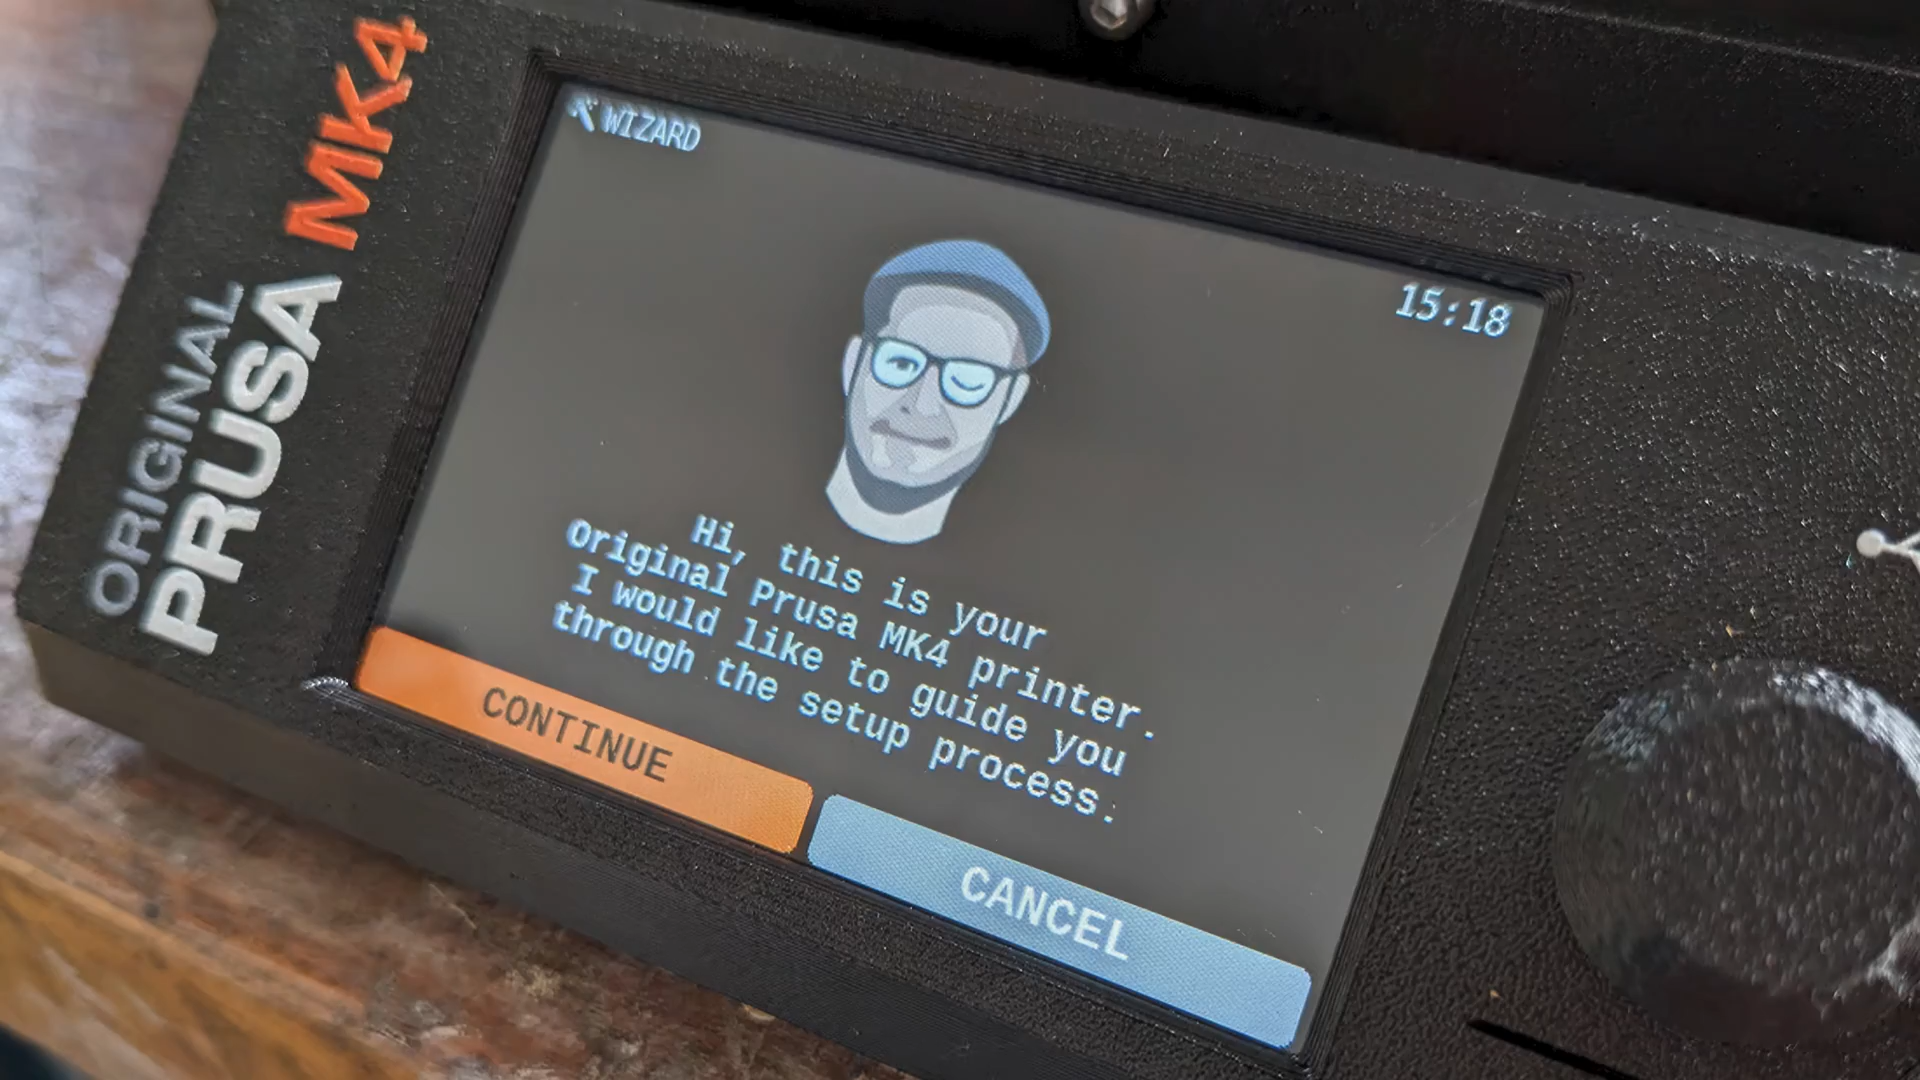 ORIGINAL
PRUSA MK4
WIZARD
15:18
Hi, this is your
Original Prusa MK4 printer.
I would like to guide you
through the setup process.
CONTINUE
CANCEL